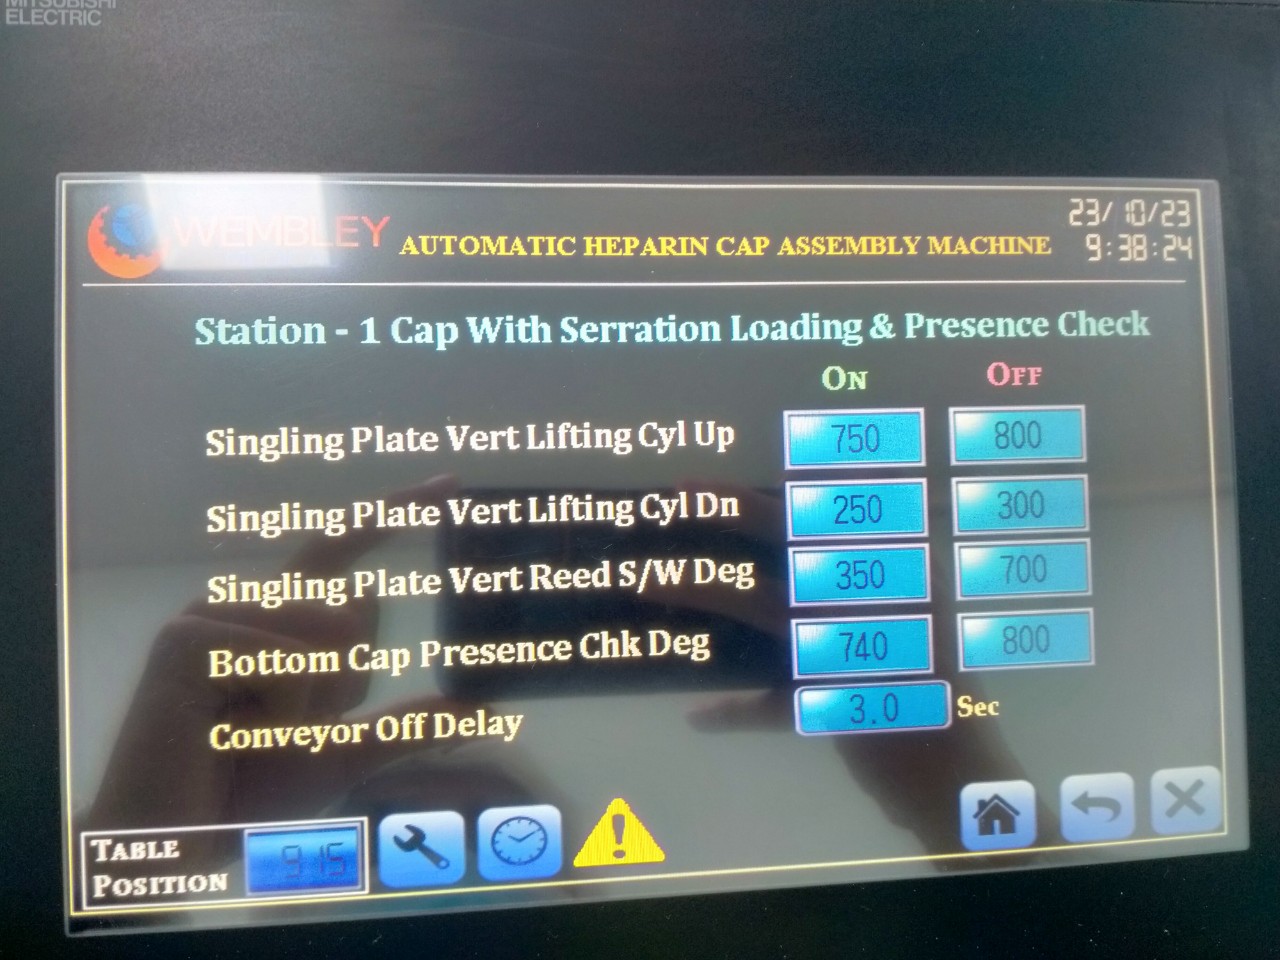 MITSUBISHI
ELECTRIC
WEMBLEY
AUTOMATIC HEPARIN CAP ASSEMBLY MACHINE
23/10/23
9:38:24
Station - 1 Cap With Serration Loading & Presence Check
On Off
Singling Plate Vert Lifting Cyl Up 750 800
Singling Plate Vert Lifting Cyl Dn 250 300
Singling Plate Vert Reed S/W Deg 350 700
Bottom Cap Presence Chk Deg 740 800
Conveyor Off Delay 3.0 Sec
Table
Position
915